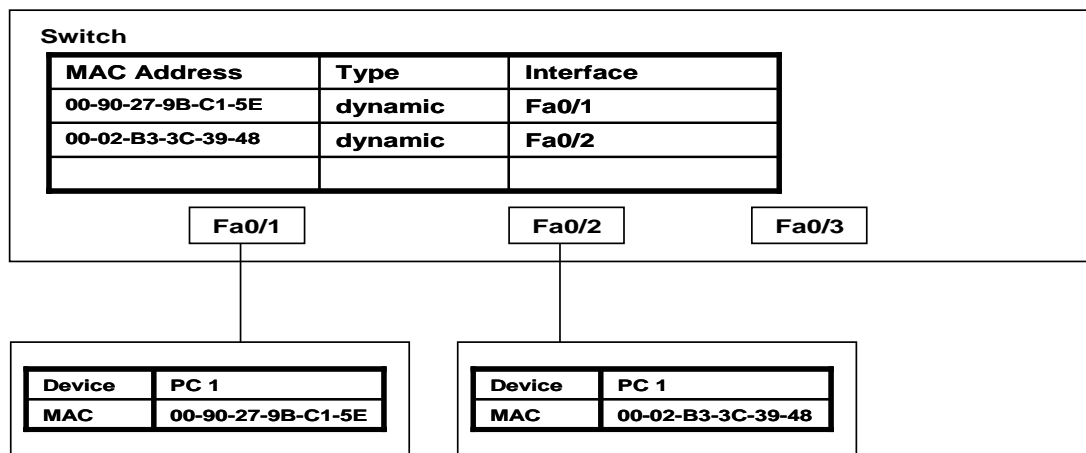 Switch
MAC Address Type Interface
00-90-27-9B-C1-5E dynamic Fa0/1
00-02-B3-3C-39-48 dynamic Fa0/2
Fa0/1 Fa0/2 Fa0/3
Device PC 1
MAC 00-90-27-9B-C1-5E
Device PC 1
MAC 00-02-B3-3C-39-48